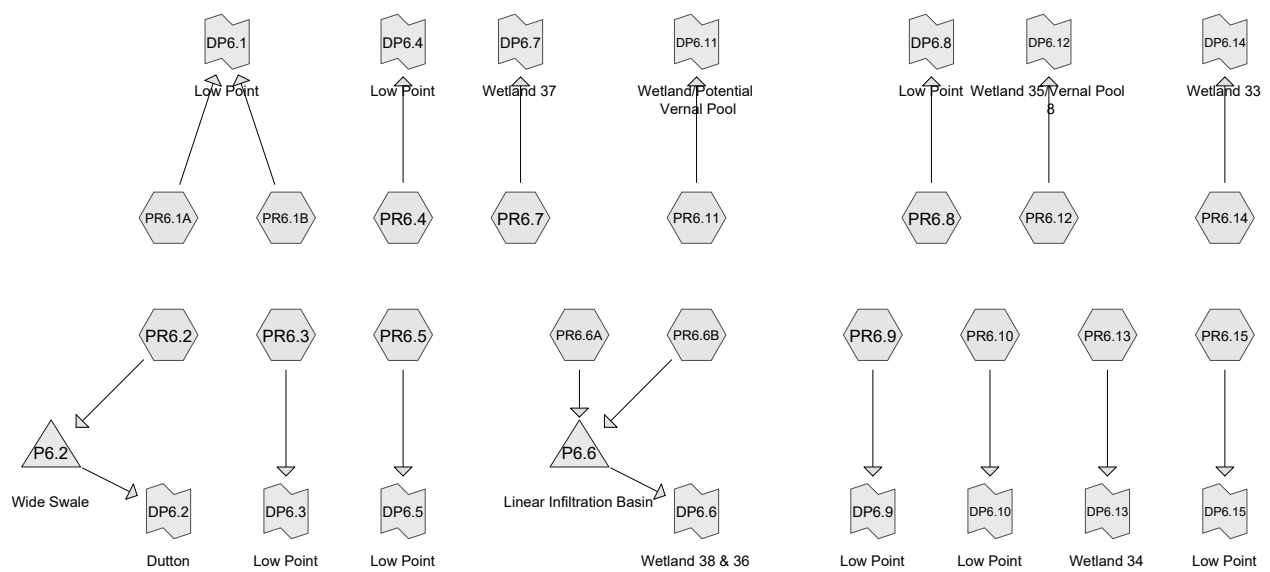 DP6.1
DP6.4
DP6.7
DP6.11
DP6.8
DP6.12
DP6.14
Low Point
Low Point
Wetland 37
Wetland/Potential
Vernal Pool
Low Point
Wetland 35/Vernal Pool
8
Wetland 33
PR6.1A
PR6.1B
PR6.4
PR6.7
PR6.11
PR6.8
PR6.12
PR6.14
PR6.2
PR6.3
PR6.5
PR6.6A
PR6.6B
PR6.9
PR6.10
PR6.13
PR6.15
P6.2
P6.6
Wide Swale
Linear Infiltration Basin
DP6.2
DP6.3
DP6.5
DP6.6
DP6.9
DP6.10
DP6.13
DP6.15
Dutton
Low Point
Low Point
Wetland 38 & 36
Low Point
Low Point
Wetland 34
Low Point